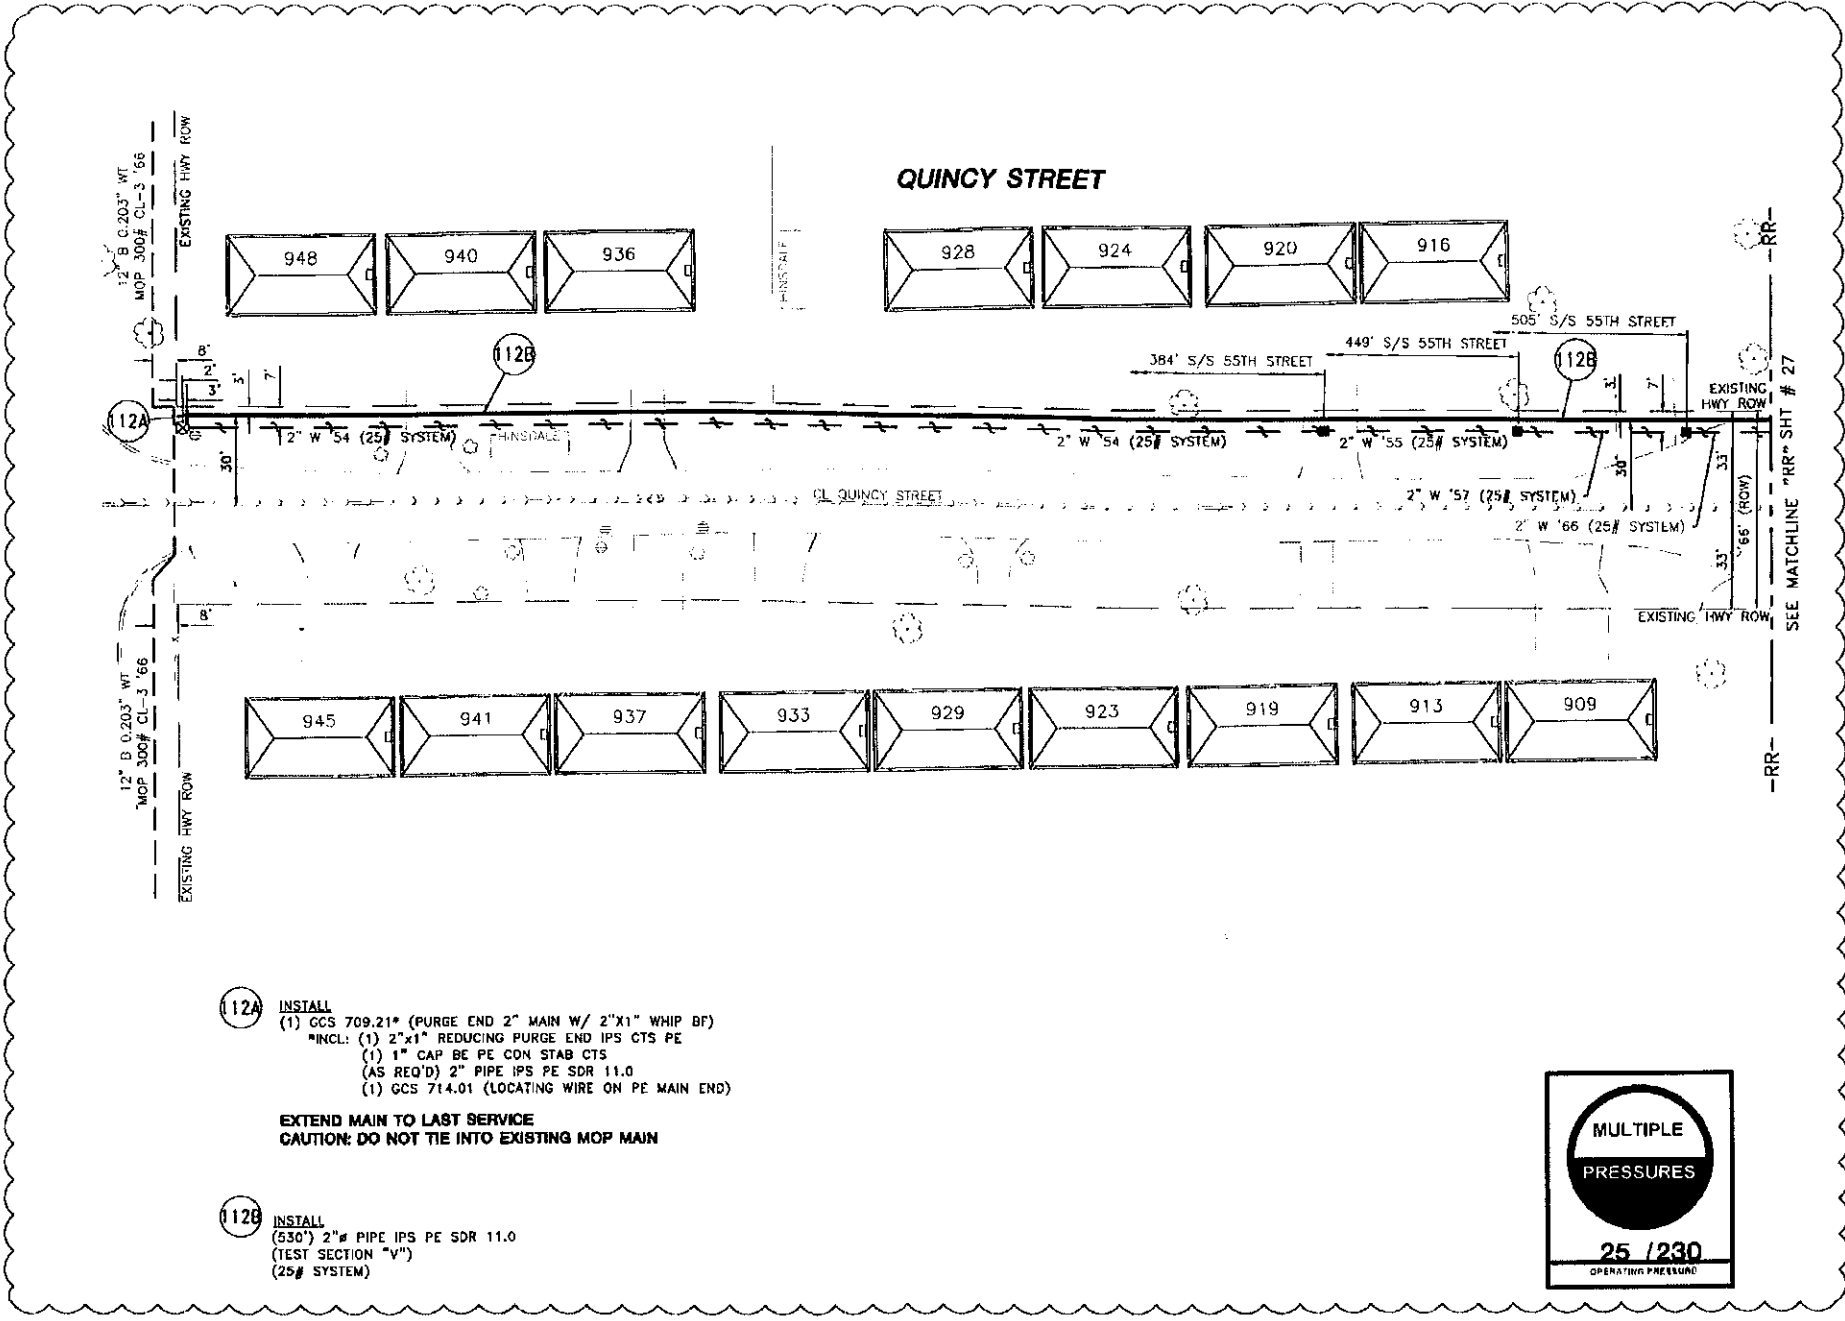 QUINCY STREET
12" B 0.203" WT
MOP 300# CL-3 '66
EXISTING HWY ROW
948
940
936
HINSDALE
928
924
920
916
-RR-
505' S/S 55TH STREET
449' S/S 55TH STREET
384' S/S 55TH STREET
112B
112B
8'
2'
3'
3'
7'
3'
7'
EXISTING
HWY ROW
112A
2" W '54 (25# SYSTEM)
HINSDALE
2" W '54 (25# SYSTEM)
2" W '55 (25# SYSTEM)
30'
30'
33'
CL QUINCY STREET
2" W '57 (25# SYSTEM)
2" W '66 (25# SYSTEM)
66' (ROW)
33'
SEE MATCHLINE "RR" SHT # 27
8'
EXISTING HWY ROW
12" B 0.203" WT
MOP 300# CL-3 '66
EXISTING HWY ROW
945
941
937
933
929
923
919
913
909
-RR-
112A
INSTALL
(1) GCS 709.21* (PURGE END 2" MAIN W/ 2"X1" WHIP BF)
*INCL: (1) 2"x1" REDUCING PURGE END IPS CTS PE
(1) 1" CAP BE PE CON STAB CTS
(AS REQ'D) 2" PIPE IPS PE SDR 11.0
(1) GCS 714.01 (LOCATING WIRE ON PE MAIN END)
EXTEND MAIN TO LAST SERVICE
CAUTION: DO NOT TIE INTO EXISTING MOP MAIN
112B
INSTALL
(530') 2"ø PIPE IPS PE SDR 11.0
(TEST SECTION "V")
(25# SYSTEM)
MULTIPLE
PRESSURES
25 /230
OPERATING PRESSURE